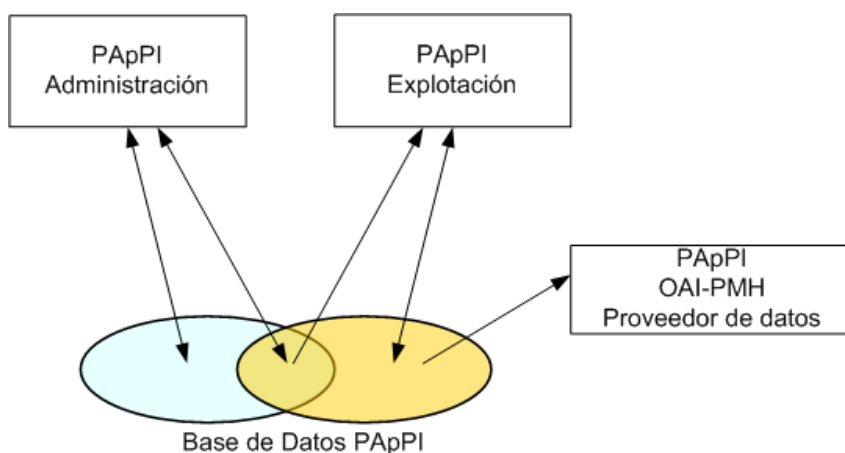 PApPI
Administración
PApPI
Explotación
PApPI
OAI-PMH
Proveedor de datos
Base de Datos PApPI